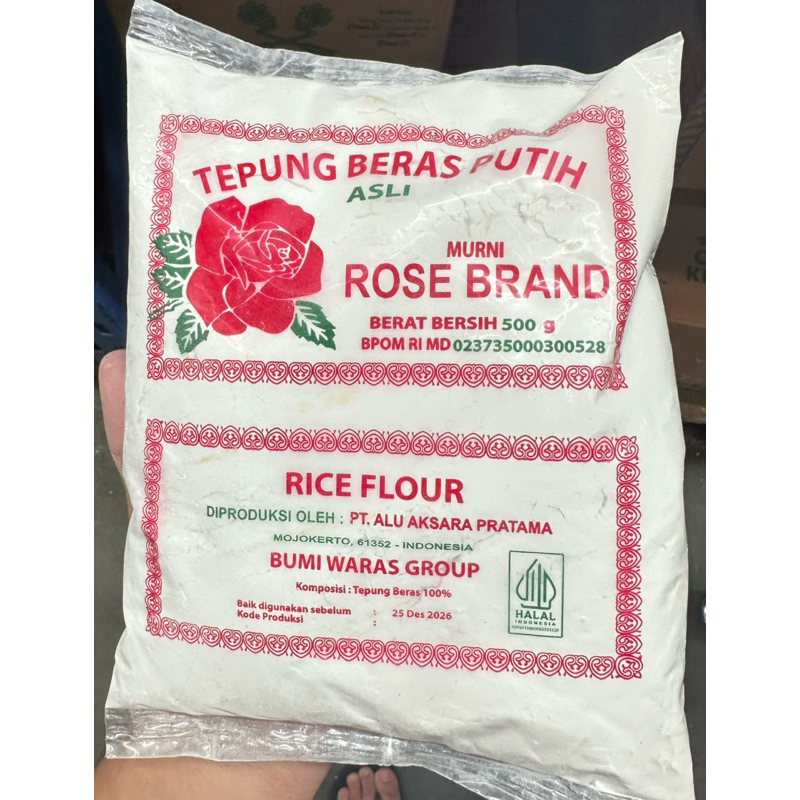 TEPUNG BERAS PUTIH
ASLI
MURNI
ROSE BRAND
BERAT BERSIH 500 g
BPOM RI MD 023735000300528
RICE FLOUR
DIPRODUKSI OLEH : PT. ALU AKSARA PRATAMA
MOJOKERTO, 61352 - INDONESIA
BUMI WARAS GROUP
Komposisi : Tepung Beras 100%
Baik digunakan sebelum : 25 Des 2026
Kode Produksi :
HALAL
INDONESIA